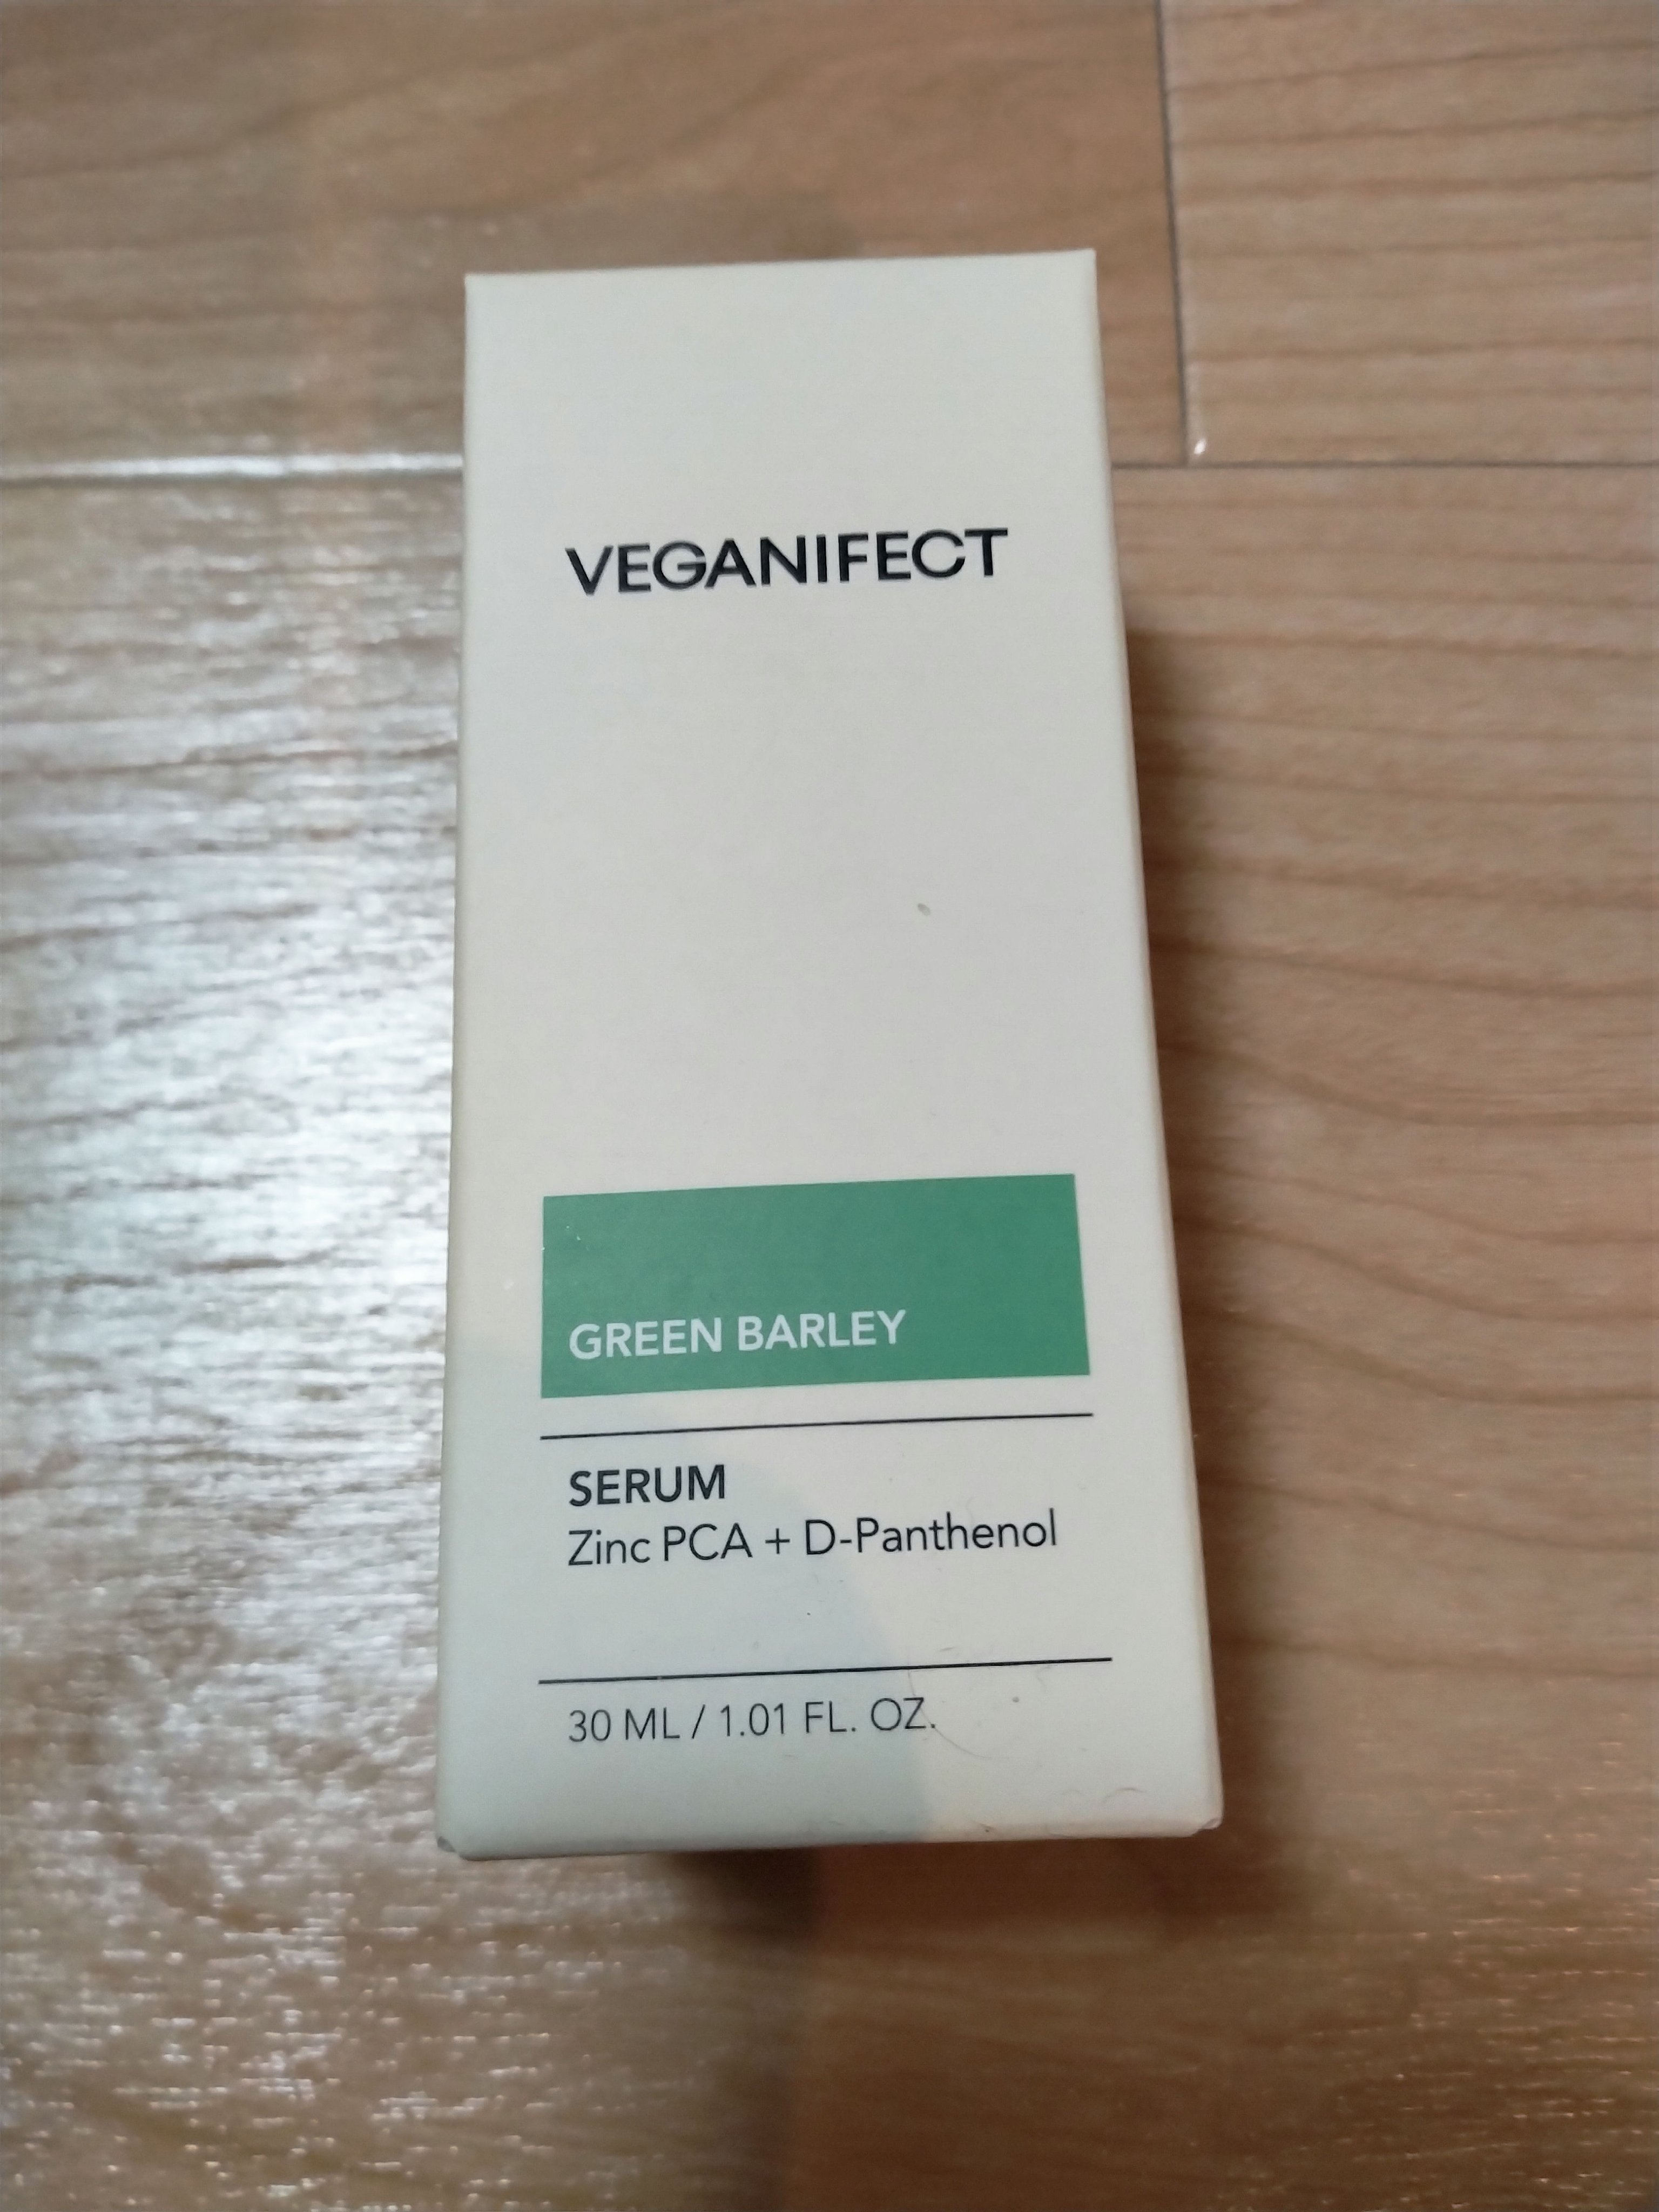 VEGANIFECT
GREEN BARLEY
SERUM
Zinc PCA + D-Panthenol
30 ML / 1.01 FL. OZ.